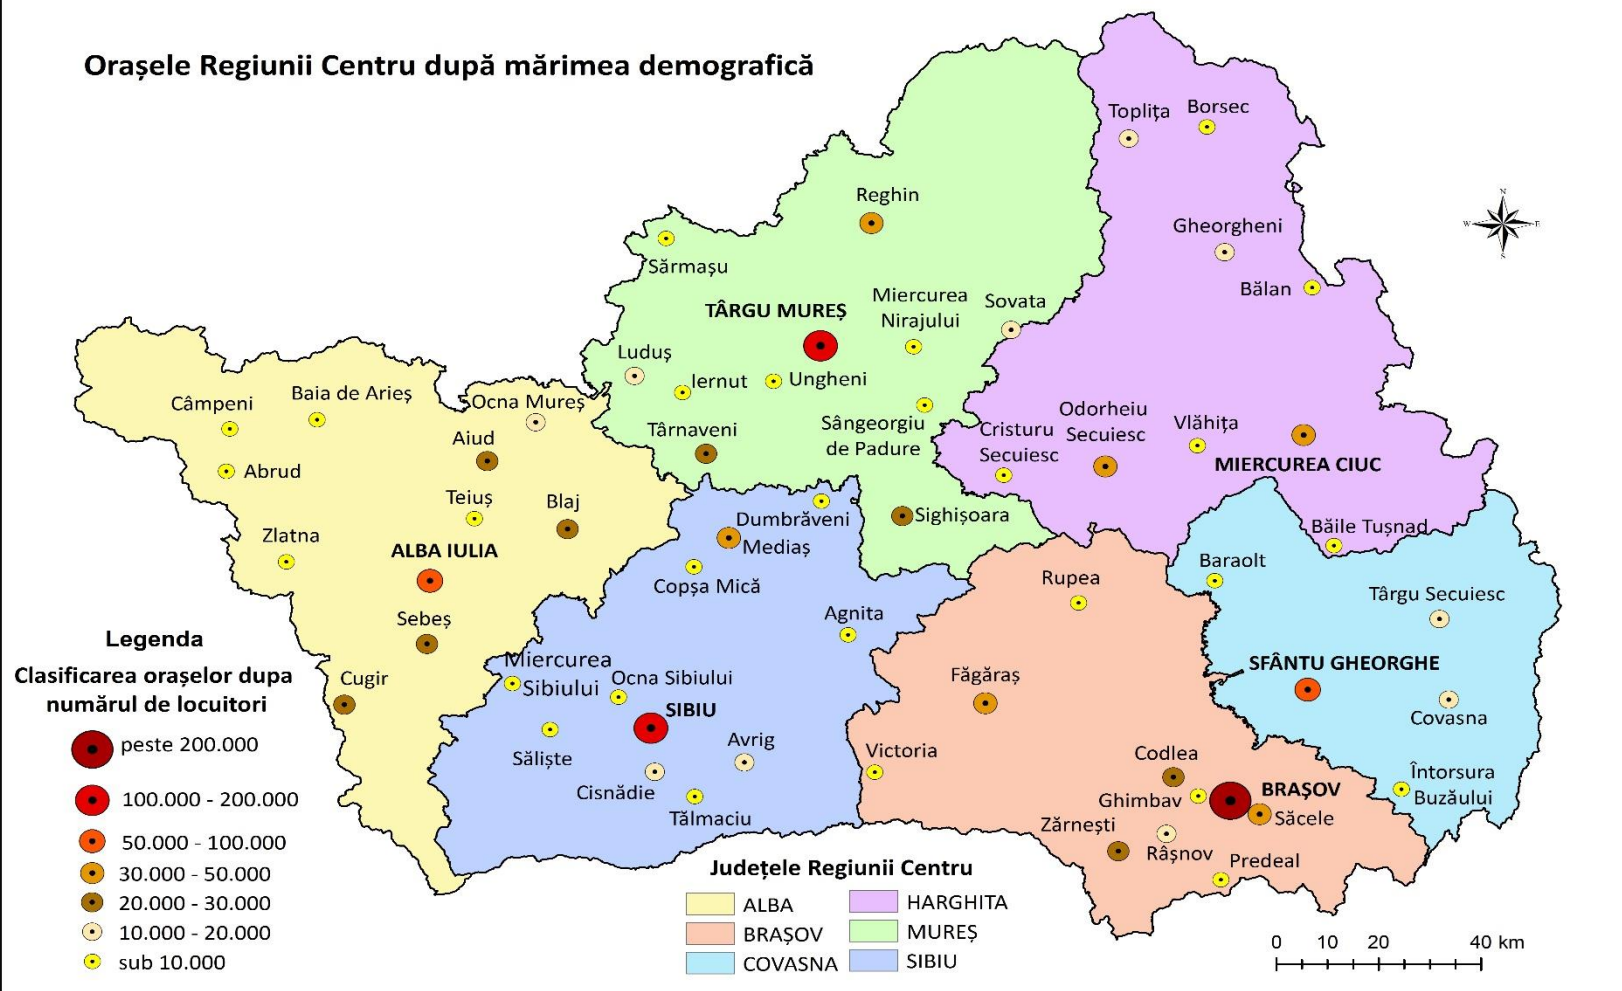 Orașele Regiunii Centru după mărimea demografică
Toplița
Borsec
Reghin
N
W
E
S
Gheorgheni
Sărmașu
Bălan
Miercurea
Nirajului
Sovata
TÂRGU MUREȘ
Luduș
Iernut
Ungheni
Câmpeni
Baia de Arieș
Ocna Mureș
Târnaveni
Sângeorgiu
de Padure
Cristuru
Secuiesc
Odorheiu
Secuiesc
Vlăhița
MIERCUREA CIUC
Aiud
Abrud
Teiuș
Blaj
Dumbrăveni
Sighișoara
Băile Tușnad
Zlatna
ALBA IULIA
Mediaș
Copșa Mică
Rupea
Baraolt
Târgu Secuiesc
Sebeș
Agnita
Cugir
Miercurea
Sibiului
Ocna Sibiului
SIBIU
Făgăraș
SFÂNTU GHEORGHE
Covasna
Săliște
Avrig
Cisnădie
Tălmaciu
Victoria
Codlea
Ghimbav
BRAȘOV
Săcele
Întorsura
Buzăului
Zărnești
Râșnov
Predeal
Legenda
Clasificarea orașelor dupa
numărul de locuitori
peste 200.000
100.000 - 200.000
50.000 - 100.000
30.000 - 50.000
20.000 - 30.000
10.000 - 20.000
sub 10.000
Județele Regiunii Centru
ALBA
HARGHITA
BRAȘOV
MUREȘ
COVASNA
SIBIU
0 10 20 40 km